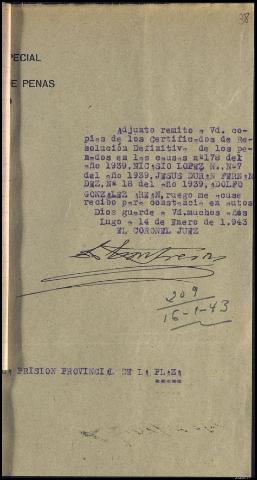 38
PECIAL
DE PENAS
Adjunto remito a Vd. co-
pias de los Certificados de Re-
solución Definitiva de los pe-
nados en las causas nº178 del
año 1939, NICASIO LOPEZ N., Nº7
del año 1939, JESUS DURAN FERNAN
DEZ, Nº 18 del año 1939, ADOLFO
GONZALEZ AREAN, ruego me acuse
recibo para constancia en autos
Dios guarde a Vd.muchos años
Lugo a 14 de Enero de 1.943
EL CORONEL JUEZ
209
16-1-43
PRISION PROVINCIAL DE LA PLAZA